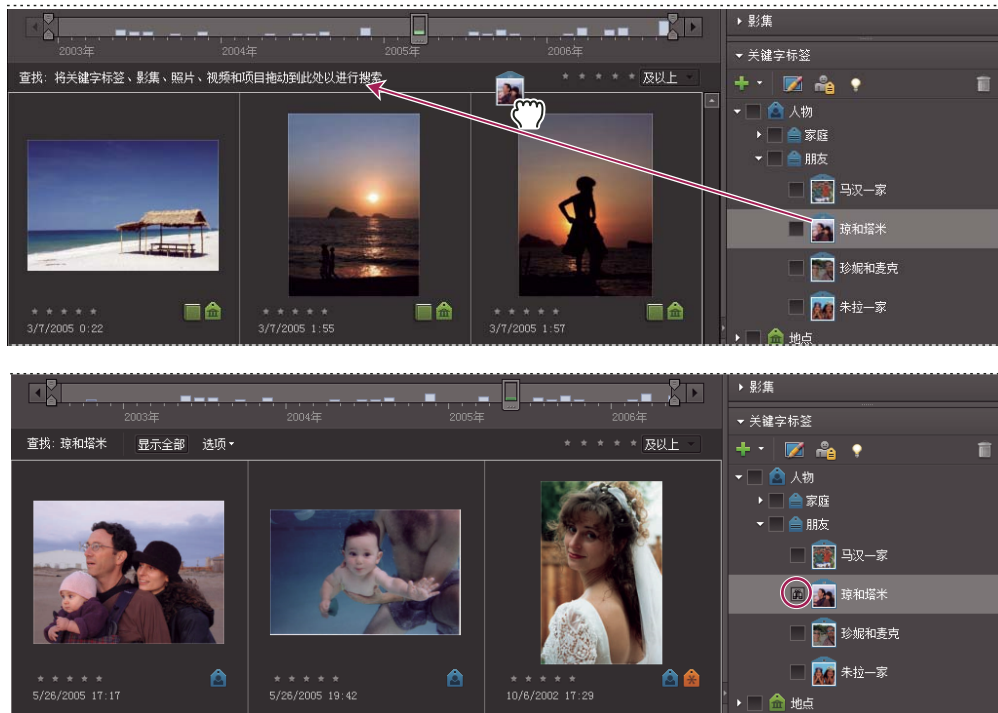 2003年 2004年 2005年 2006年
查找: 将关键字标签、影集、照片、视频和项目拖动到此处以进行搜索
及以上
3/7/2005 0:22
3/7/2005 1:55
3/7/2005 1:57
影集
关键字标签
人物
家庭
朋友
马汉一家
琼和塔米
珍妮和麦克
朱拉一家
地点
2003年 2004年 2005年 2006年
查找: 琼和塔米 显示全部 选项
及以上
5/26/2005 17:17
5/26/2005 19:42
10/6/2002 17:29
影集
关键字标签
人物
家庭
朋友
马汉一家
琼和塔米
珍妮和麦克
朱拉一家
地点